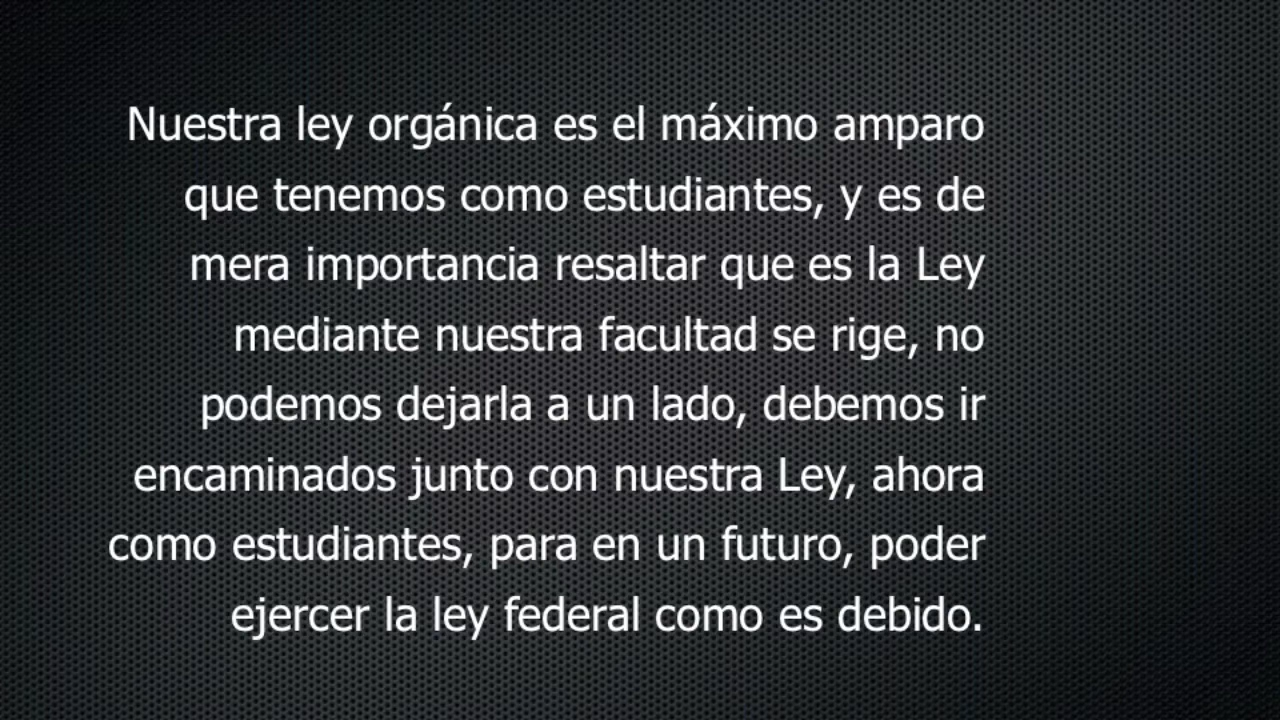 Nuestra ley orgánica es el máximo amparo
que tenemos como estudiantes, y es de
mera importancia resaltar que es la Ley
mediante nuestra facultad se rige, no
podemos dejarla a un lado, debemos ir
encaminados junto con nuestra Ley, ahora
como estudiantes, para en un futuro, poder
ejercer la ley federal como es debido.